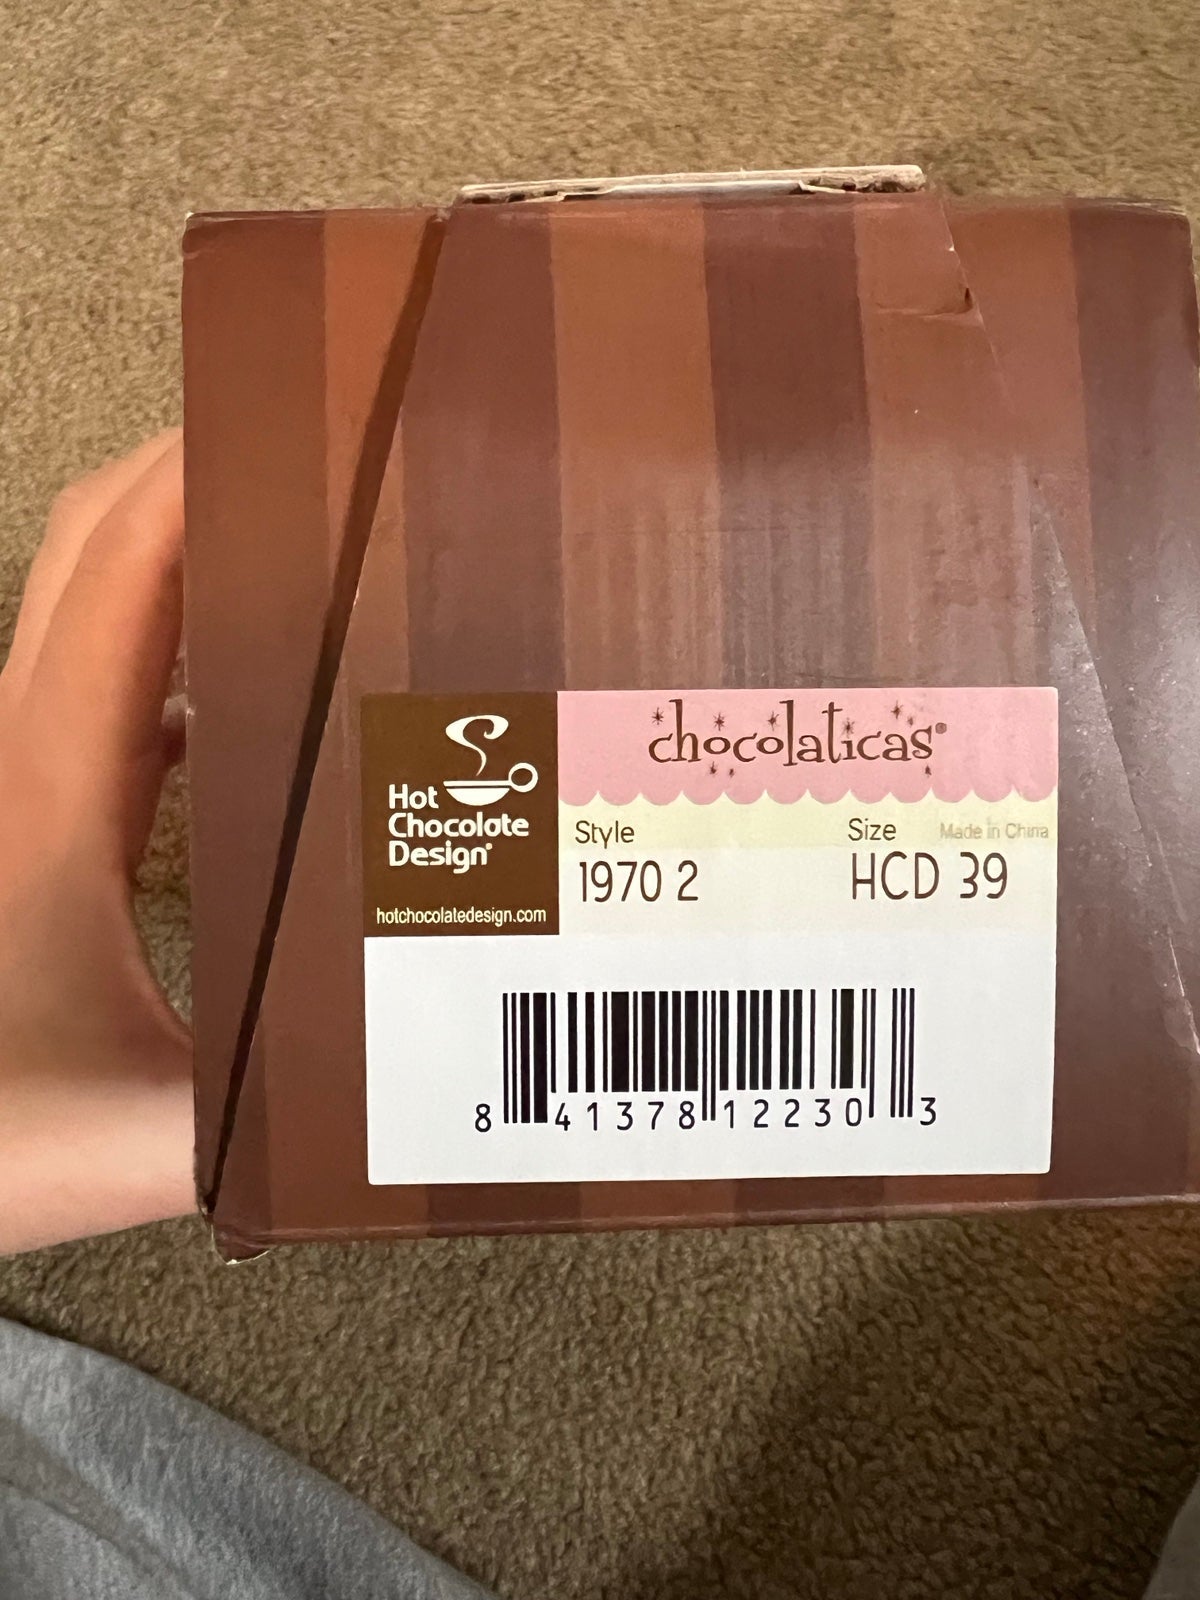 chocolaticas®
Hot
Chocolate
Design®
hotchocolatedesign.com
Style
1970 2
Size
HCD 39
Made in China
8 41378 12230 3